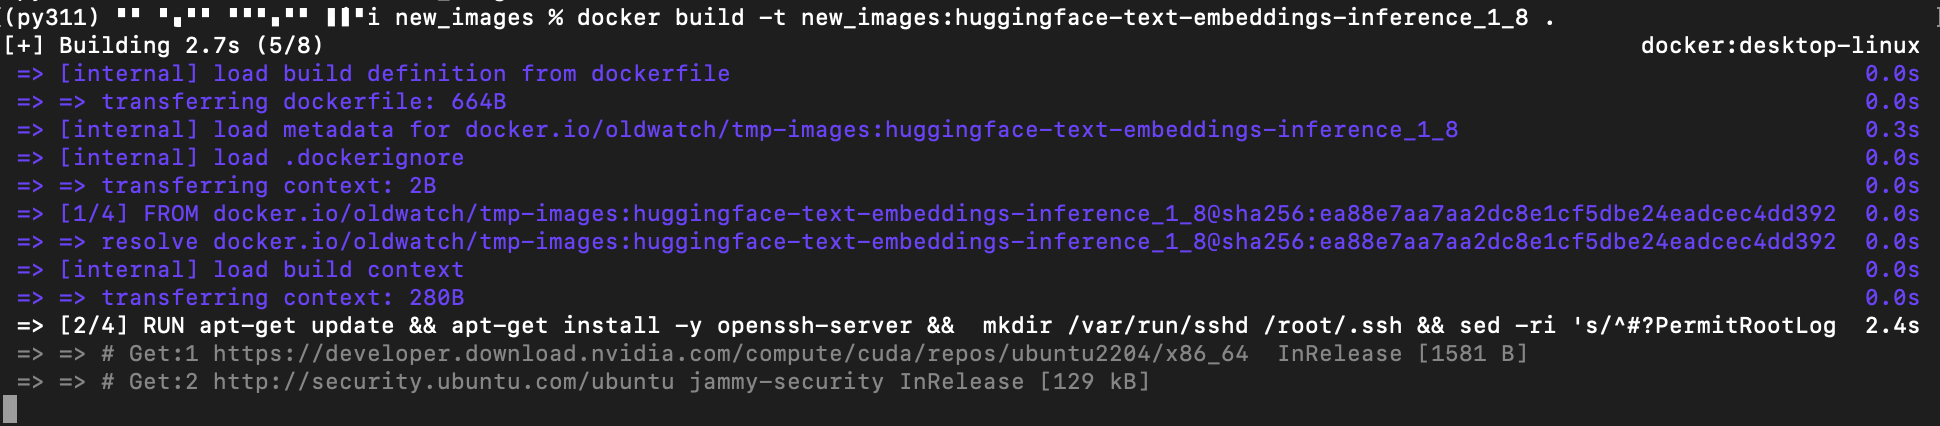 (py311) i new_images % docker build -t new_images:huggingface-text-embeddings-inference_1_8 .
[+] Building 2.7s (5/8) docker:desktop-linux
=> [internal] load build definition from dockerfile 0.0s
=> => transferring dockerfile: 664B 0.0s
=> [internal] load metadata for docker.io/oldwatch/tmp-images:huggingface-text-embeddings-inference_1_8 0.3s
=> [internal] load .dockerignore 0.0s
=> => transferring context: 2B 0.0s
=> [1/4] FROM docker.io/oldwatch/tmp-images:huggingface-text-embeddings-inference_1_8@sha256:ea88e7aa7aa2dc8e1cf5dbe24eadcec4dd392 0.0s
=> => resolve docker.io/oldwatch/tmp-images:huggingface-text-embeddings-inference_1_8@sha256:ea88e7aa7aa2dc8e1cf5dbe24eadcec4dd392 0.0s
=> [internal] load build context 0.0s
=> => transferring context: 280B 0.0s
=> [2/4] RUN apt-get update && apt-get install -y openssh-server &&  mkdir /var/run/sshd /root/.ssh && sed -ri 's/^#?PermitRootLog 2.4s
=> => # Get:1 https://developer.download.nvidia.com/compute/cuda/repos/ubuntu2204/x86_64  InRelease [1581 B]
=> => # Get:2 http://security.ubuntu.com/ubuntu jammy-security InRelease [129 kB]